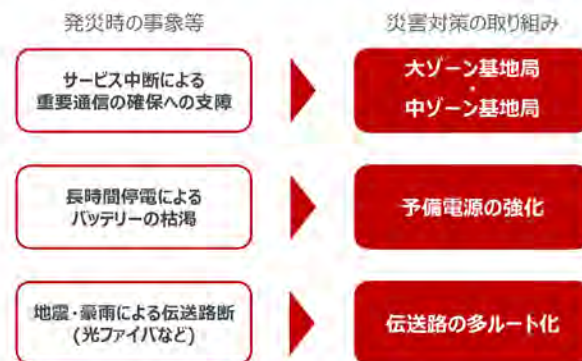 発災時の事象等
災害対策の取り組み
サービス中断による
重要通信の確保への支障
大ゾーン基地局
・
中ゾーン基地局
長時間停電による
バッテリーの枯渇
予備電源の強化
地震・豪雨による伝送路断
(光ファイバなど)
伝送路の多ルート化